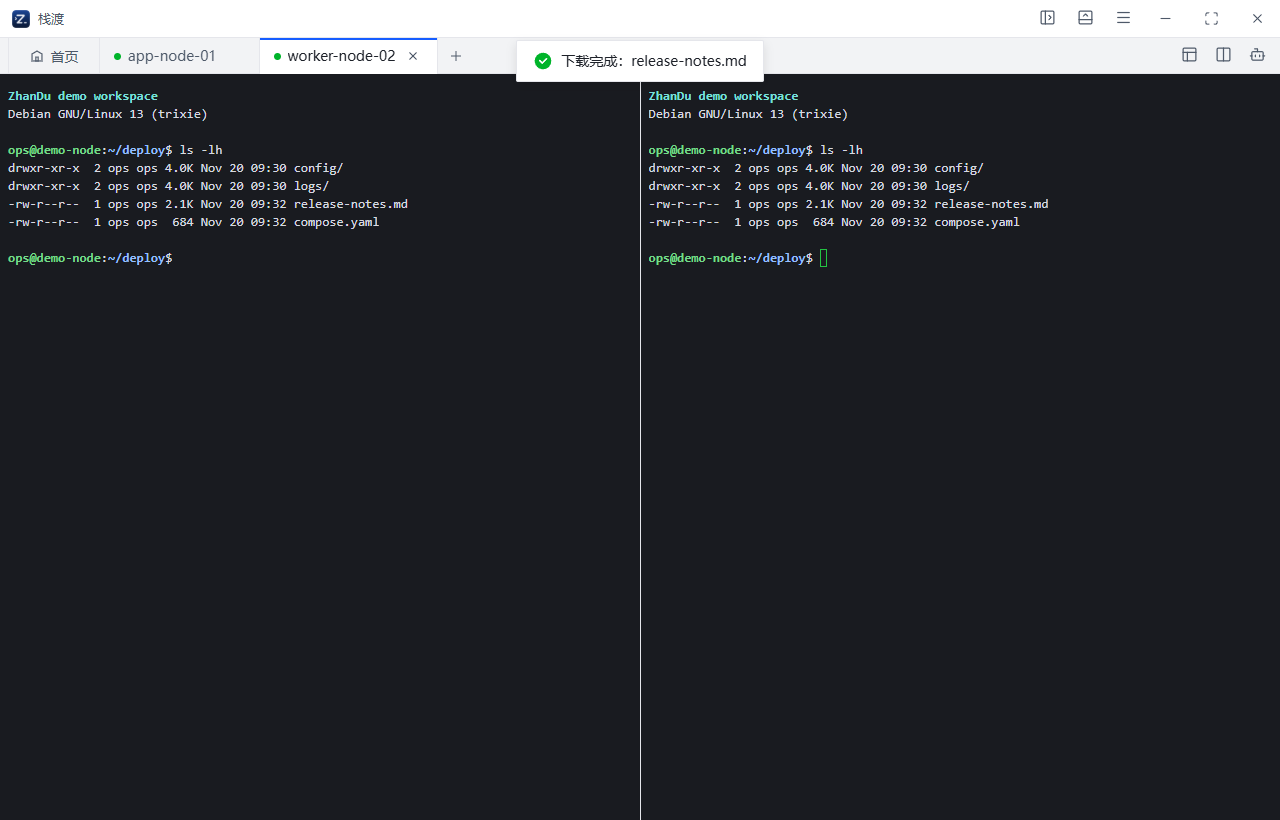 栈渡
首页
app-node-01
worker-node-02
下载完成：release-notes.md
ZhanDu demo workspace
Debian GNU/Linux 13 (trixie)
ops@demo-node:~/deploy$ ls -lh
drwxr-xr-x  2 ops ops 4.0K Nov 20 09:30 config/
drwxr-xr-x  2 ops ops 4.0K Nov 20 09:30 logs/
-rw-r--r--  1 ops ops 2.1K Nov 20 09:32 release-notes.md
-rw-r--r--  1 ops ops  684 Nov 20 09:32 compose.yaml
ops@demo-node:~/deploy$
ZhanDu demo workspace
Debian GNU/Linux 13 (trixie)
ops@demo-node:~/deploy$ ls -lh
drwxr-xr-x  2 ops ops 4.0K Nov 20 09:30 config/
drwxr-xr-x  2 ops ops 4.0K Nov 20 09:30 logs/
-rw-r--r--  1 ops ops 2.1K Nov 20 09:32 release-notes.md
-rw-r--r--  1 ops ops  684 Nov 20 09:32 compose.yaml
ops@demo-node:~/deploy$